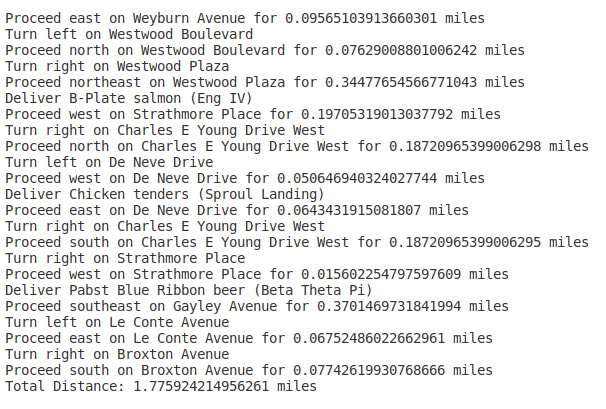 Proceed east on Weyburn Avenue for 0.09565103913660301 miles
Turn left on Westwood Boulevard
Proceed north on Westwood Boulevard for 0.07629008801006242 miles
Turn right on Westwood Plaza
Proceed northeast on Westwood Plaza for 0.34477654566771043 miles
Deliver B-Plate salmon (Eng IV)
Proceed west on Strathmore Place for 0.19705319013037792 miles
Turn right on Charles E Young Drive West
Proceed north on Charles E Young Drive West for 0.18720965399006298 miles
Turn left on De Neve Drive
Proceed west on De Neve Drive for 0.050646940324027744 miles
Deliver Chicken tenders (Sproul Landing)
Proceed east on De Neve Drive for 0.0643431915081807 miles
Turn right on Charles E Young Drive West
Proceed south on Charles E Young Drive West for 0.18720965399006295 miles
Turn right on Strathmore Place
Proceed west on Strathmore Place for 0.015602254797597609 miles
Deliver Pabst Blue Ribbon beer (Beta Theta Pi)
Proceed southeast on Gayley Avenue for 0.3701469731841994 miles
Turn left on Le Conte Avenue
Proceed east on Le Conte Avenue for 0.06752486022662961 miles
Turn right on Broxton Avenue
Proceed south on Broxton Avenue for 0.07742619930768666 miles
Total Distance: 1.775924214956261 miles